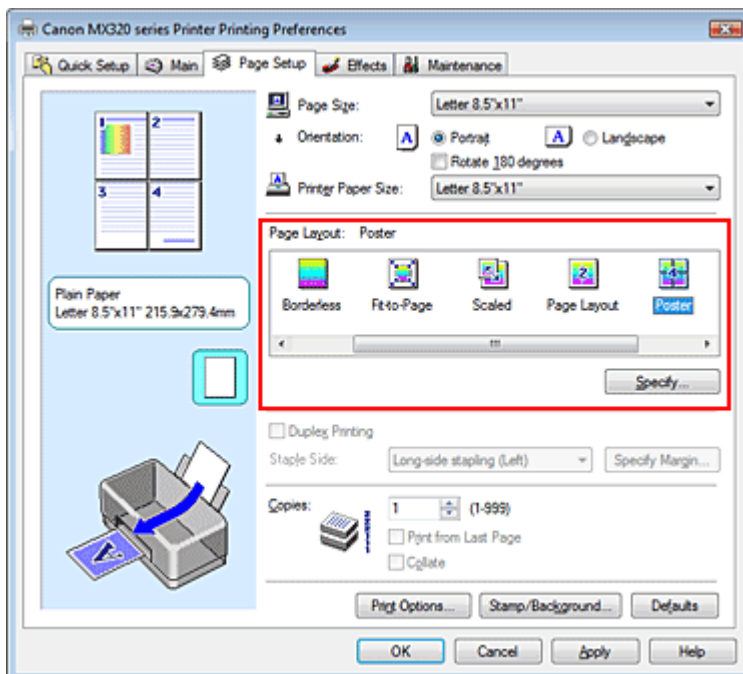 Canon MX320 series Printer Printing Preferences
Quick Setup Main Page Setup Effects Maintenance
1 2
3 4
Plain Paper
Letter 8.5"x11" 215.9x279.4mm
A
Page Size: Letter 8.5"x11"
Orientation: A Portrait A Landscape
Rotate 180 degrees
Printer Paper Size: Letter 8.5"x11"
Page Layout: Poster
Borderless Fit-to-Page Scaled Page Layout Poster
Specify...
Duplex Printing
Staple Side: Long-side stapling (Left) Specify Margin...
Copies: 1 (1-999)
Print from Last Page
Collate
Print Options... Stamp/Background... Defaults
OK Cancel Apply Help